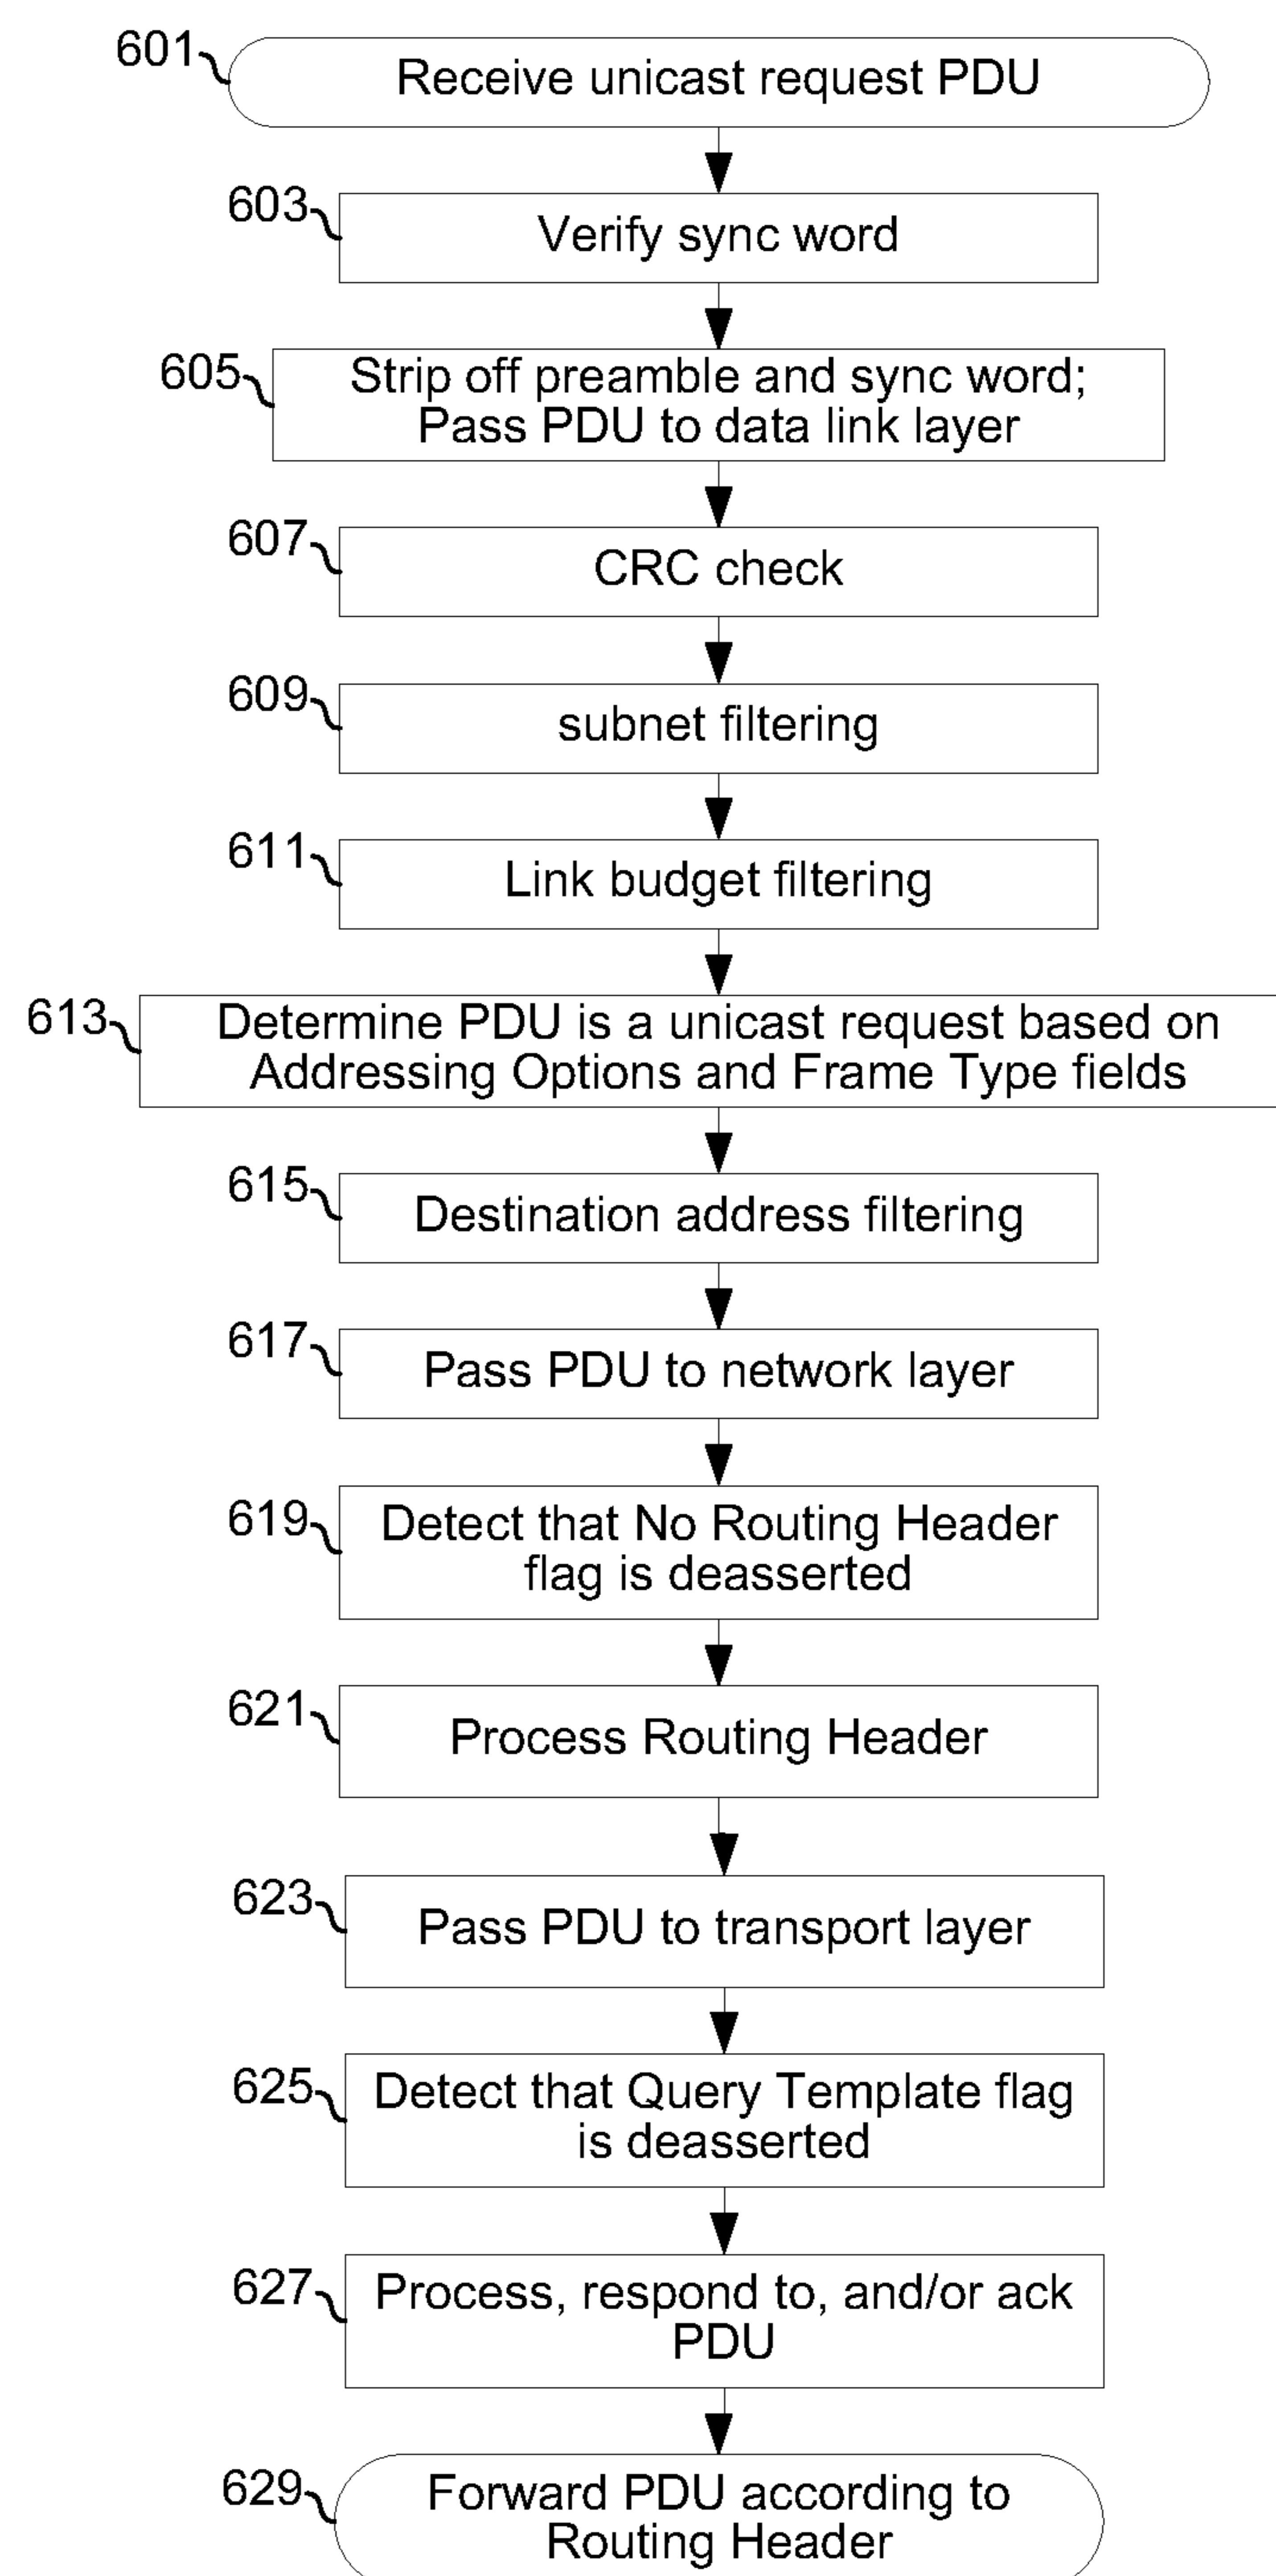 601
Receive unicast request PDU
603
Verify sync word
605
Strip off preamble and sync word;
Pass PDU to data link layer
607
CRC check
609
subnet filtering
611
Link budget filtering
613
Determine PDU is a unicast request based on
Addressing Options and Frame Type fields
615
Destination address filtering
617
Pass PDU to network layer
619
Detect that No Routing Header
flag is deasserted
621
Process Routing Header
623
Pass PDU to transport layer
625
Detect that Query Template flag
is deasserted
627
Process, respond to, and/or ack
PDU
629
Forward PDU according to
Routing Header